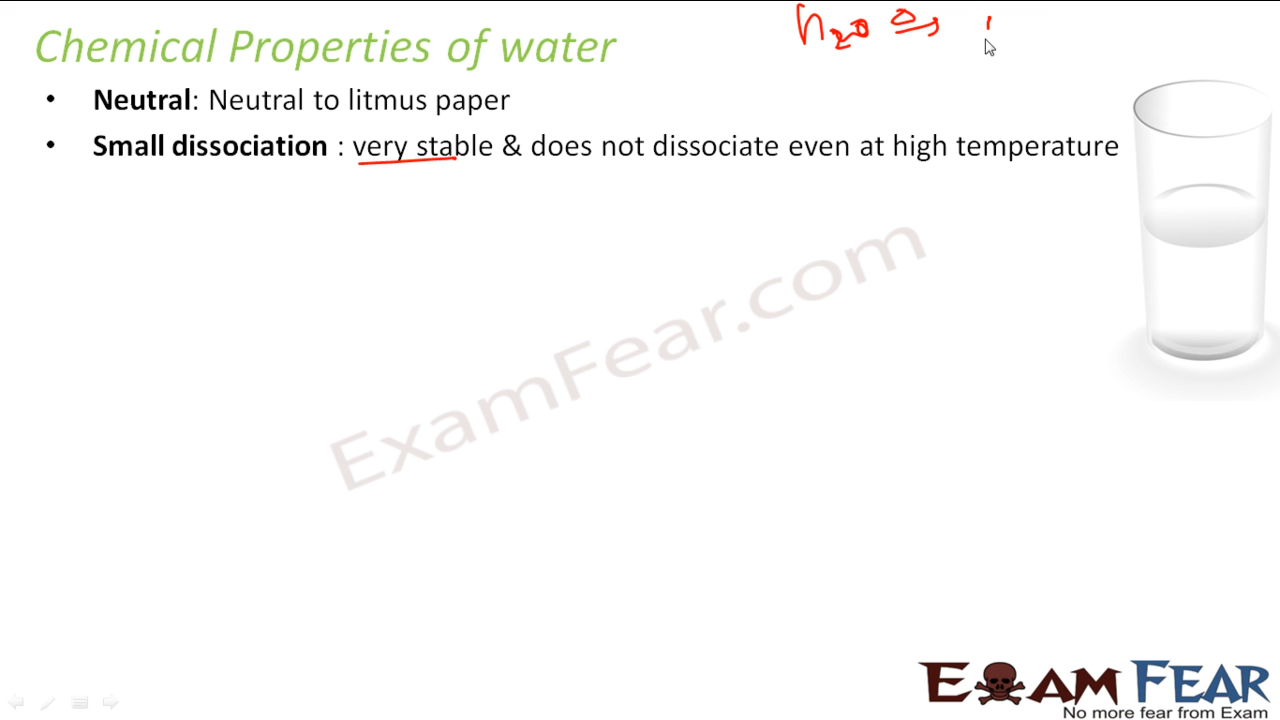 Chemical Properties of water
H₂O Δ→
• Neutral: Neutral to litmus paper
• Small dissociation : very stable & does not dissociate even at high temperature
ExamFear.com
EXAM FEAR
No more fear from Exam